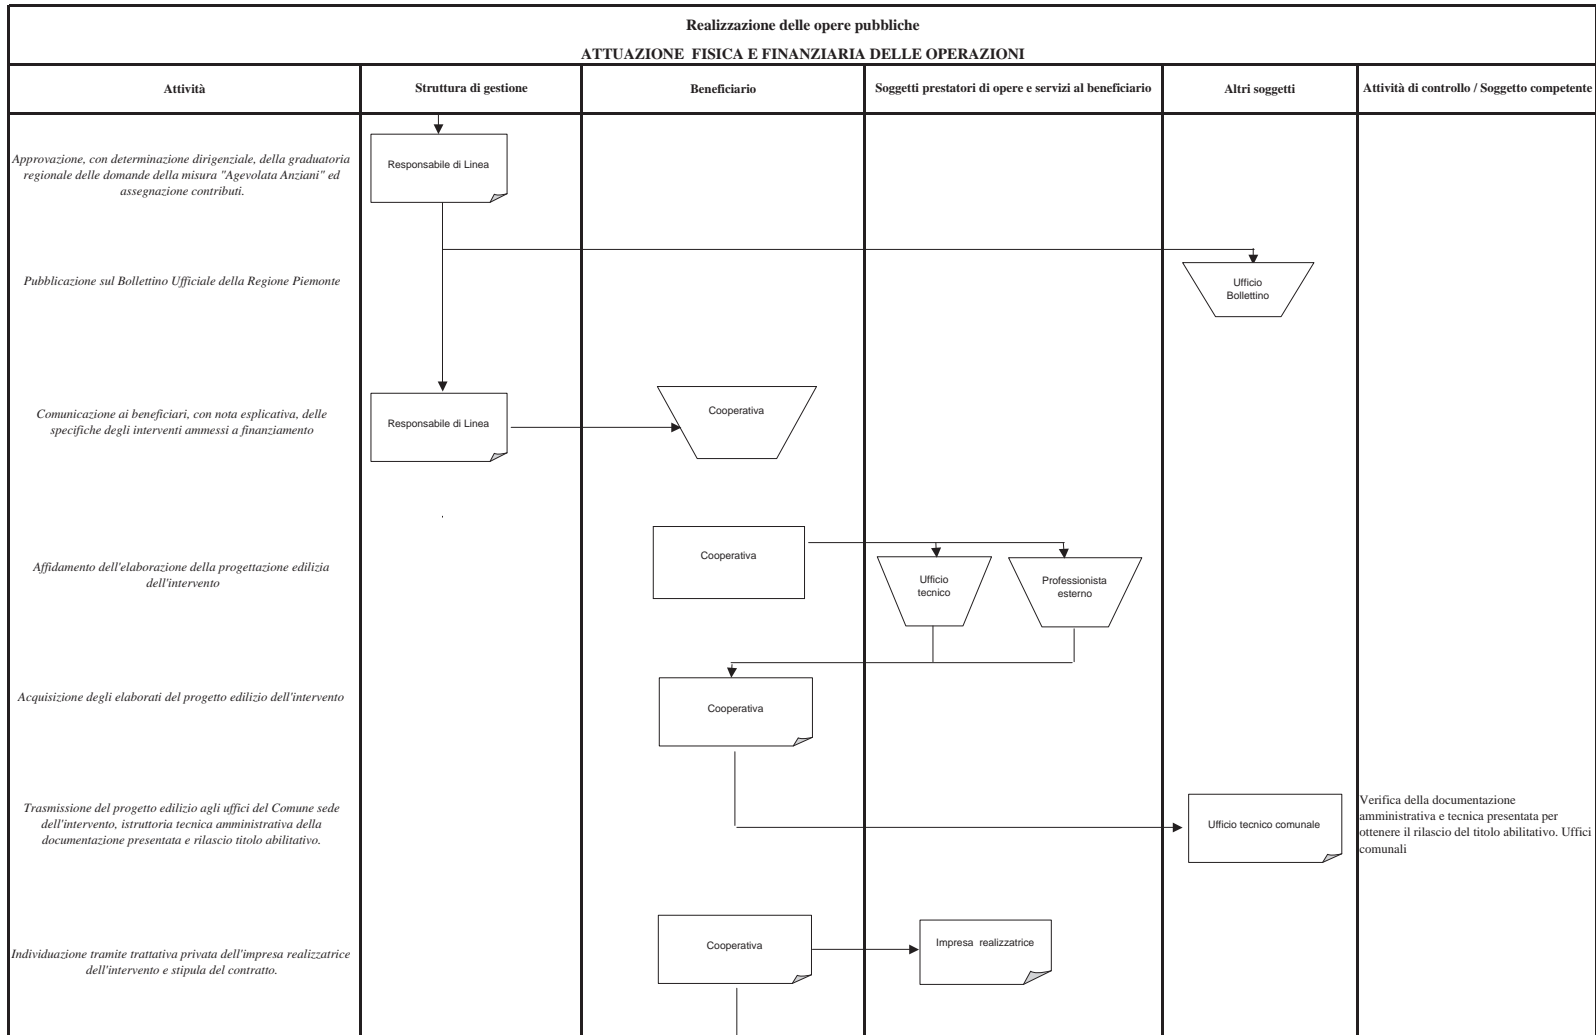 Realizzazione delle opere pubbliche
ATTUAZIONE FISICA E FINANZIARIA DELLE OPERAZIONI
Attività
Struttura di gestione
Beneficiario
Soggetti prestatori di opere e servizi al beneficiario
Altri soggetti
Attività di controllo / Soggetto competente
Approvazione, con determinazione dirigenziale, della graduatoria
regionale delle domande della misura "Agevolata Anziani" ed
assegnazione contributi.
Responsabile di Linea
Pubblicazione sul Bollettino Ufficiale della Regione Piemonte
Ufficio
Bollettino
Comunicazione ai beneficiari, con nota esplicativa, delle
specifiche degli interventi ammessi a finanziamento
Responsabile di Linea
Cooperativa
Affidamento dell'elaborazione della progettazione edilizia
dell'intervento
Cooperativa
Ufficio
tecnico
Professionista
esterno
Acquisizione degli elaborati del progetto edilizio dell'intervento
Cooperativa
Trasmissione del progetto edilizio agli uffici del Comune sede
dell'intervento, istruttoria tecnica amministrativa della
documentazione presentata e rilascio titolo abilitativo.
Ufficio tecnico comunale
Verifica della documentazione
amministrativa e tecnica presentata per
ottenere il rilascio del titolo abilitativo. Uffici
comunali
Individuazione tramite trattativa privata dell'impresa realizzatrice
dell'intervento e stipula del contratto.
Cooperativa
Impresa realizzatrice